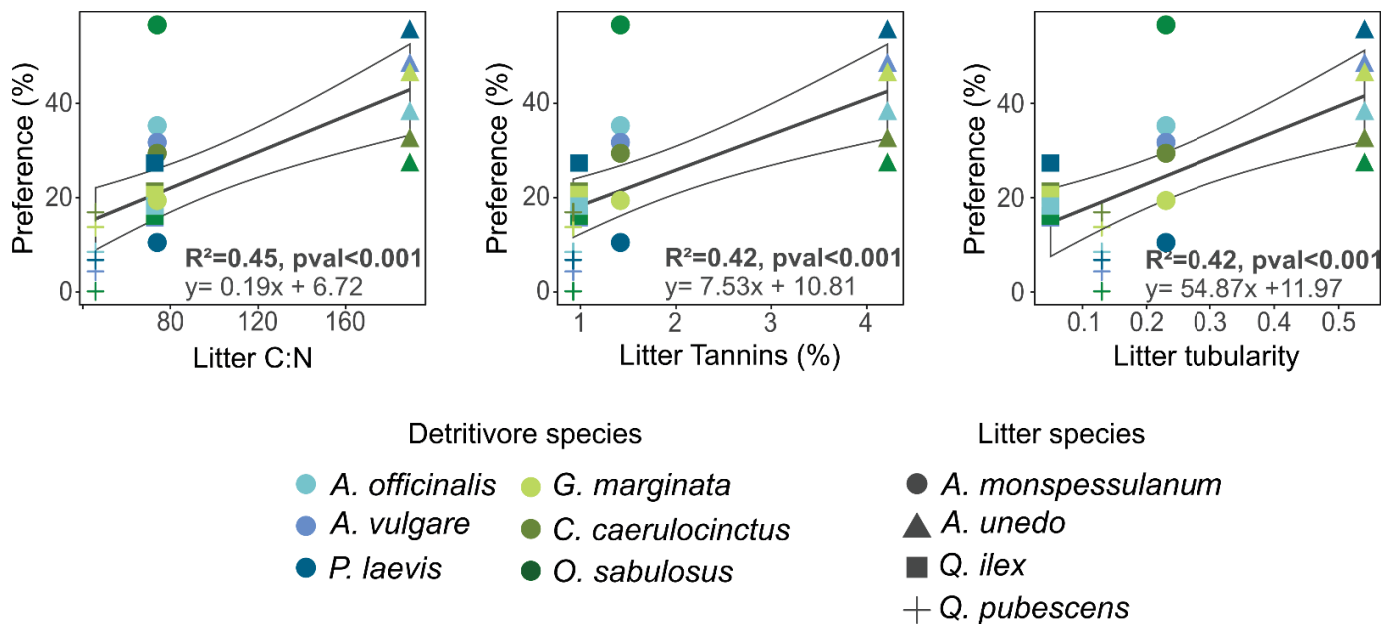 Preference (%)
40
20
0
R²=0.45, pval<0.001
y= 0.19x + 6.72
80
120
160
Litter C:N
Preference (%)
40
20
0
R²=0.42, pval<0.001
y= 7.53x + 10.81
1
2
3
4
Litter Tannins (%)
Preference (%)
40
20
0
R²=0.42, pval<0.001
y= 54.87x +11.97
0.1
0.2
0.3
0.4
0.5
Litter tubularity
Detritivore species
A. officinalis
A. vulgare
P. laevis
G. marginata
C. caerulocinctus
O. sabulosus
Litter species
A. monspessulanum
A. unedo
Q. ilex
Q. pubescens